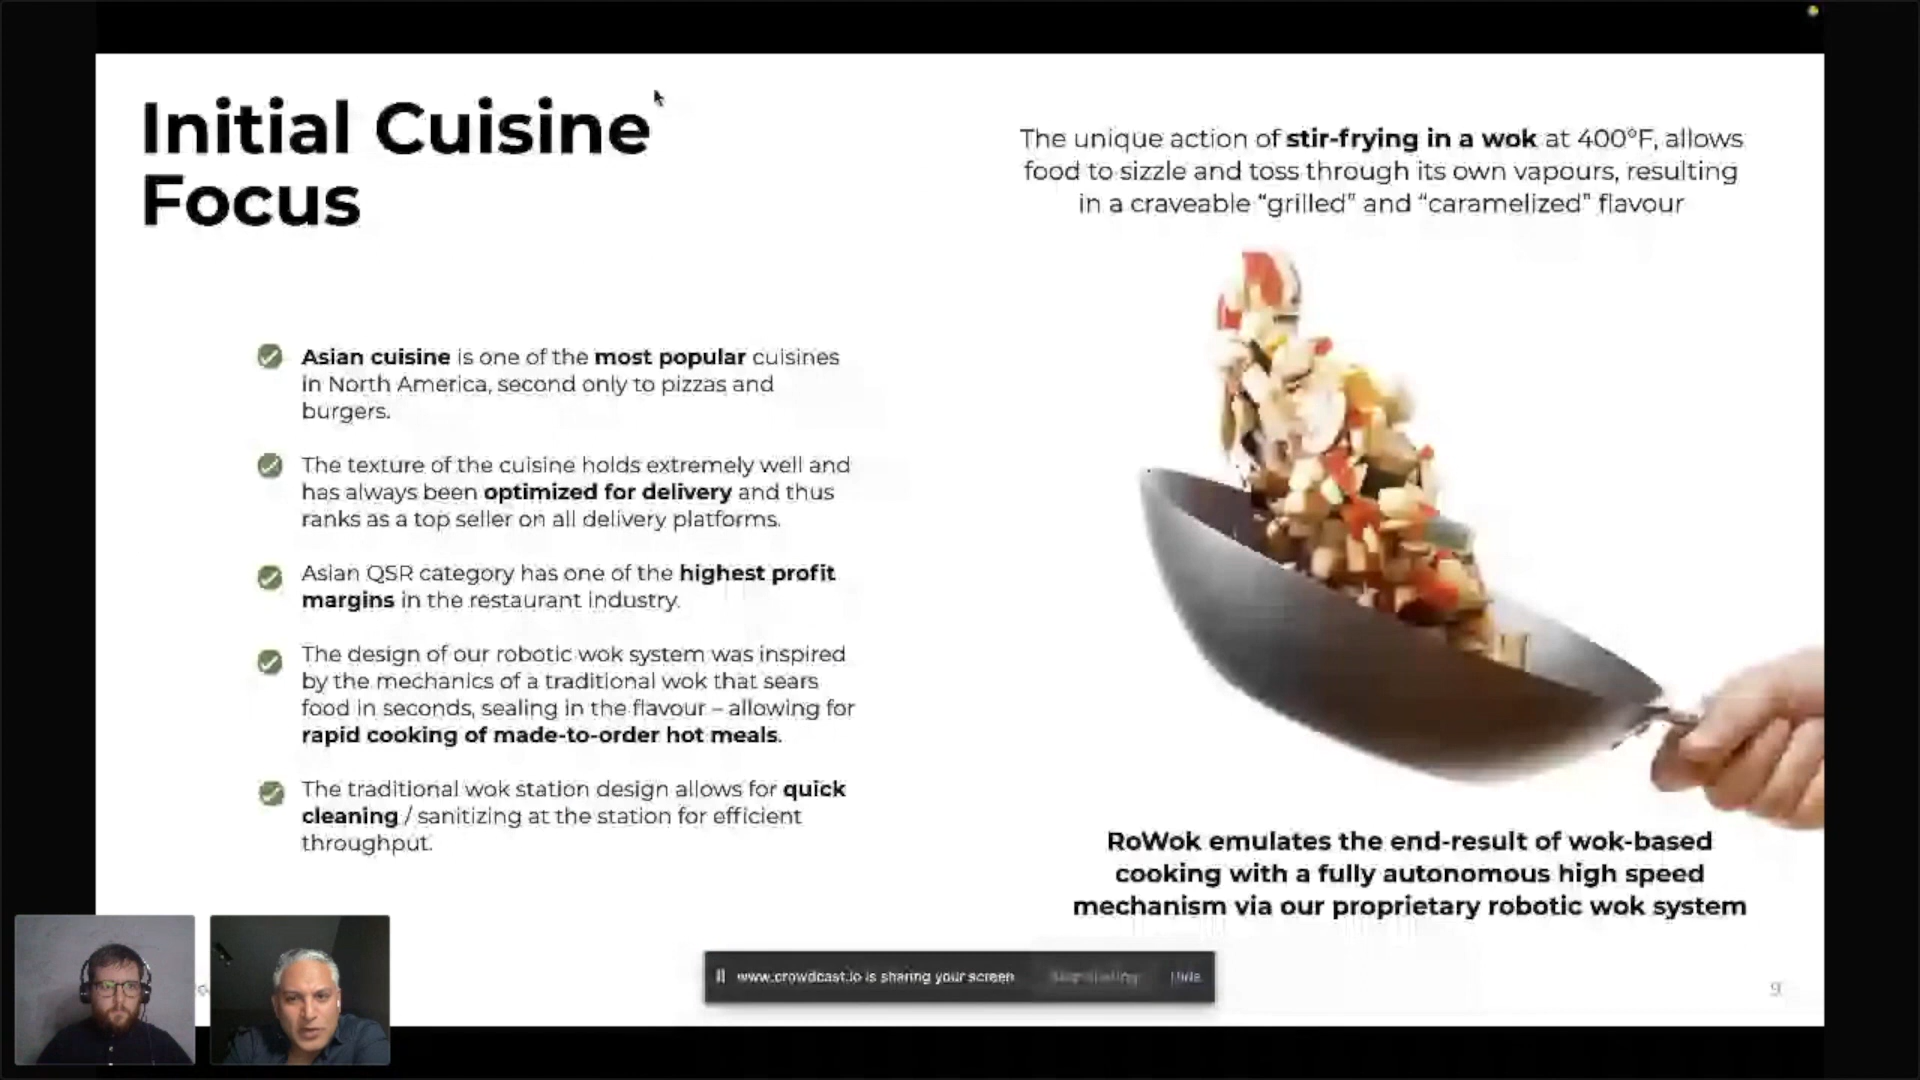 Initial Cuisine
Focus
The unique action of stir-frying in a wok at 400°F, allows
food to sizzle and toss through its own vapours, resulting
in a craveable “grilled” and “caramelized” flavour
Asian cuisine is one of the most popular cuisines
in North America, second only to pizzas and
burgers.
The texture of the cuisine holds extremely well and
has always been optimized for delivery and thus
ranks as a top seller on all delivery platforms.
Asian QSR category has one of the highest profit
margins in the restaurant industry.
The design of our robotic wok system was inspired
by the mechanics of a traditional wok that sears
food in seconds, sealing in the flavour – allowing for
rapid cooking of made-to-order hot meals.
The traditional wok station design allows for quick
cleaning / sanitizing at the station for efficient
throughput.
RoWok emulates the end-result of wok-based
cooking with a fully autonomous high speed
mechanism via our proprietary robotic wok system
www.crowdcast.io is sharing your screen
Hide
9